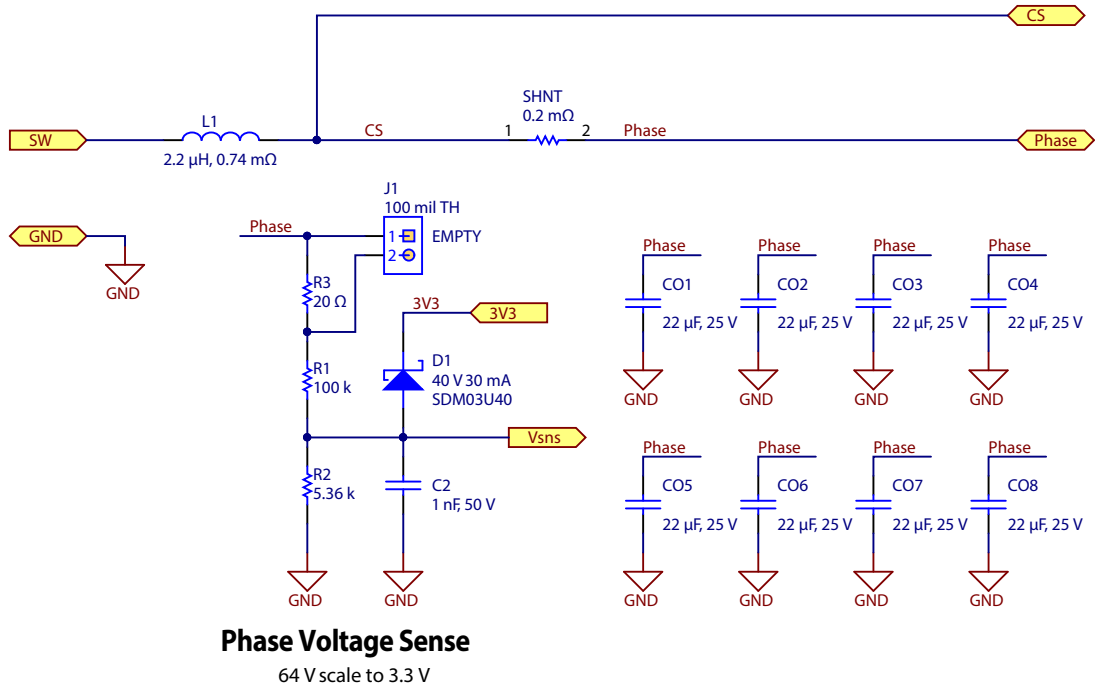 CS
SHNT
0.2 mΩ
L1
SW
CS
1
2
Phase
Phase
2.2 µH, 0.74 mΩ
J1
100 mil TH
Phase
1
EMPTY
2
GND
GND
R3
20 Ω
3V3
3V3
R1
100 k
D1
40 V 30 mA
SDM03U40
Vsns
R2
5.36 k
C2
1 nF, 50 V
GND
GND
Phase
Phase
Phase
Phase
CO1
CO2
CO3
CO4
22 µF, 25 V
22 µF, 25 V
22 µF, 25 V
22 µF, 25 V
GND
GND
GND
GND
Phase
Phase
Phase
Phase
CO5
CO6
CO7
CO8
22 µF, 25 V
22 µF, 25 V
22 µF, 25 V
22 µF, 25 V
GND
GND
GND
GND
Phase Voltage Sense
64 V scale to 3.3 V